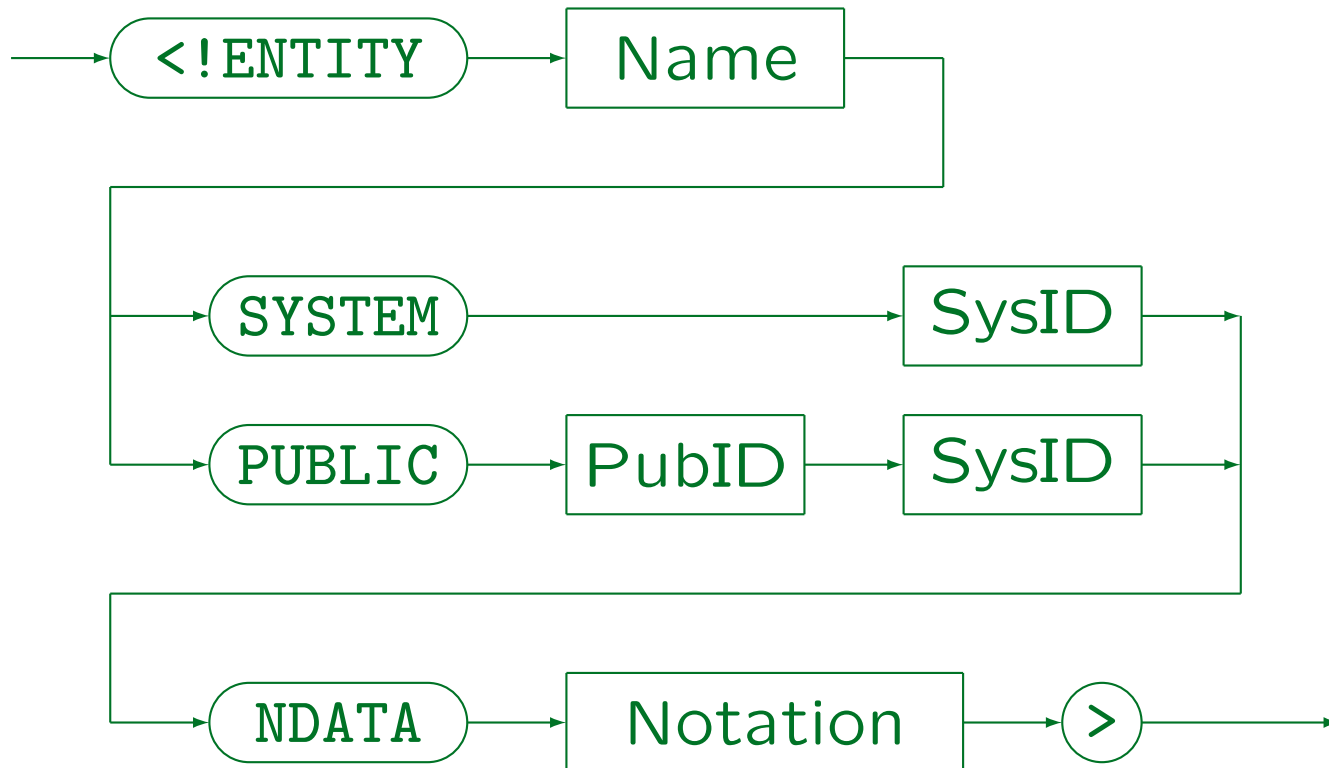 <!ENTITY Name
SYSTEM SysID
PUBLIC PubID SysID
NDATA Notation >